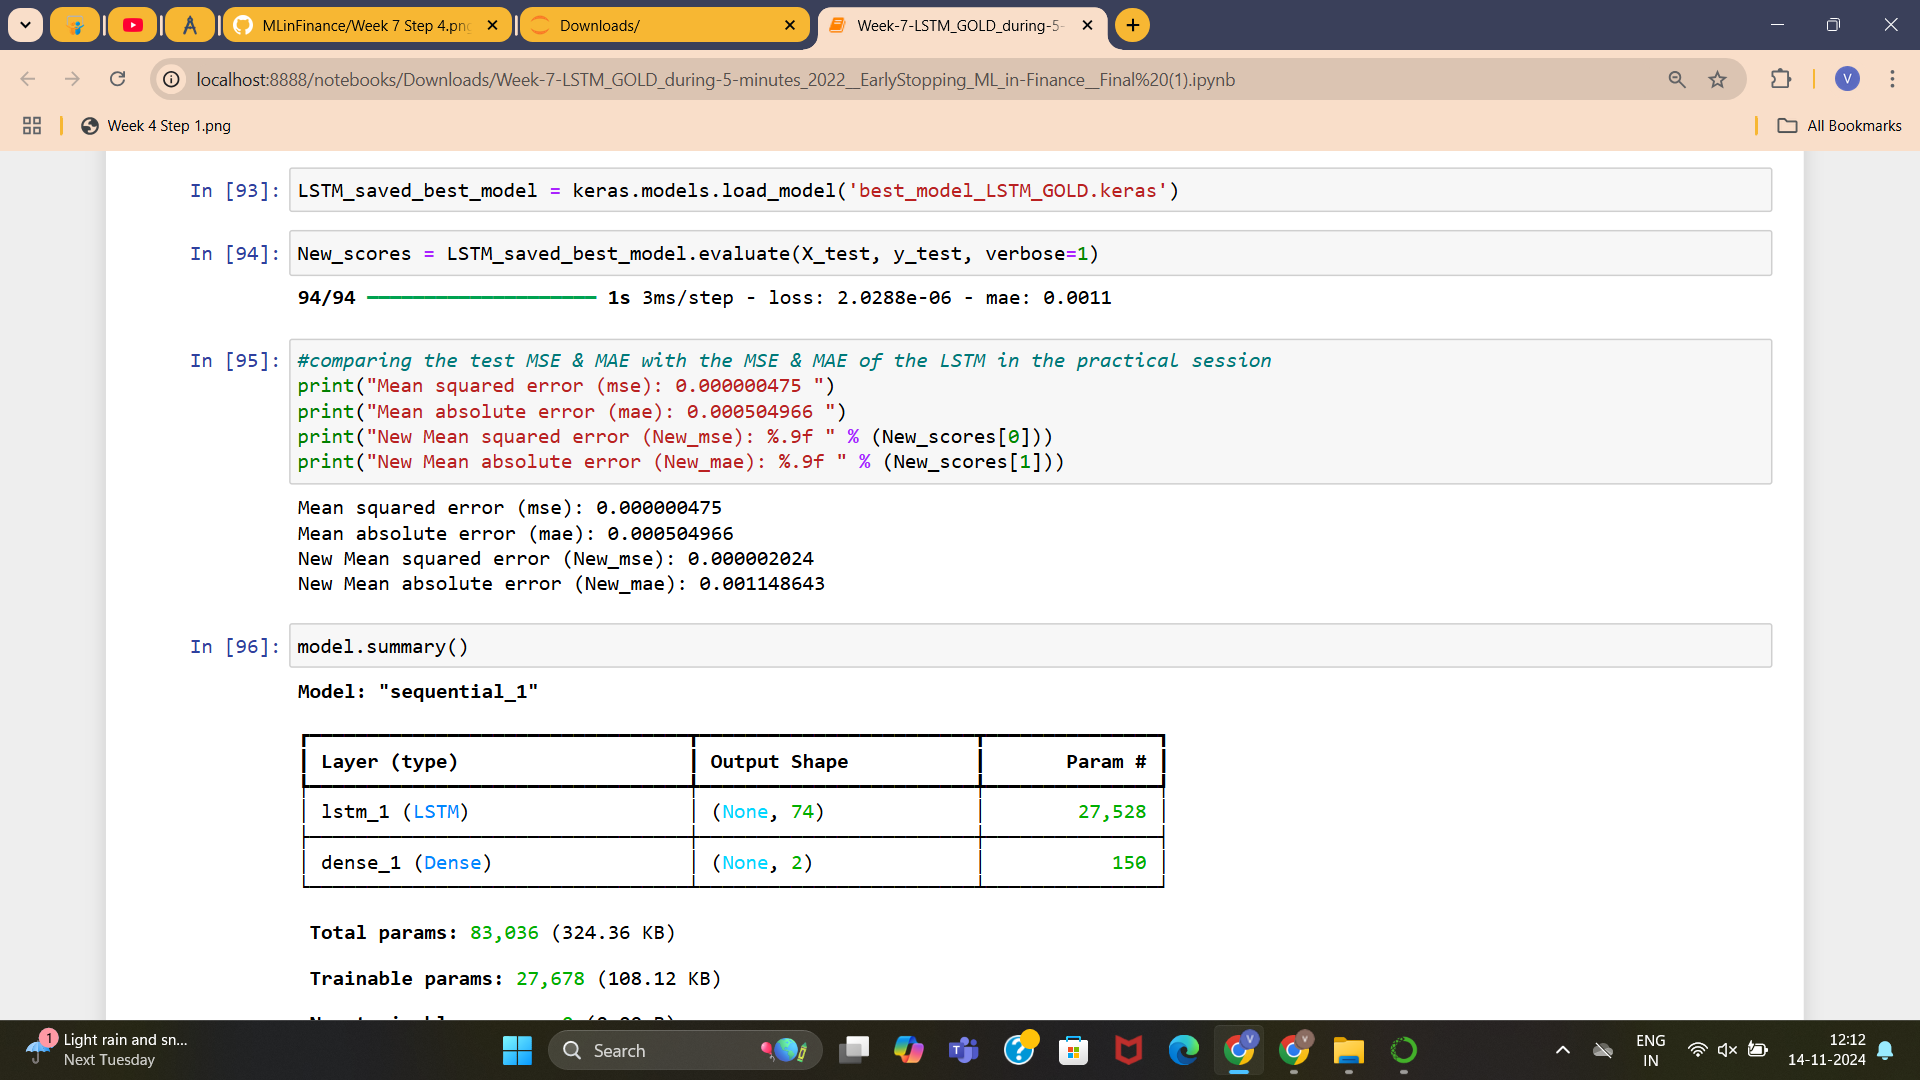 MLinFinance/Week 7 Step 4.png
Downloads/
Week-7-LSTM_GOLD_during-5-
localhost:8888/notebooks/Downloads/Week-7-LSTM_GOLD_during-5-minutes_2022__EarlyStopping_ML_in-Finance__Final%20(1).ipynb
V
Week 4 Step 1.png
All Bookmarks
In [93]: LSTM_saved_best_model = keras.models.load_model('best_model_LSTM_GOLD.keras')
In [94]: New_scores = LSTM_saved_best_model.evaluate(X_test, y_test, verbose=1)
94/94 ━━━━━━━━━━━━━━━━━━━━ 1s 3ms/step - loss: 2.0288e-06 - mae: 0.0011
In [95]: #comparing the test MSE & MAE with the MSE & MAE of the LSTM in the practical session
print("Mean squared error (mse): 0.000000475 ")
print("Mean absolute error (mae): 0.000504966 ")
print("New Mean squared error (New_mse): %.9f " % (New_scores[0]))
print("New Mean absolute error (New_mae): %.9f " % (New_scores[1]))
Mean squared error (mse): 0.000000475
Mean absolute error (mae): 0.000504966
New Mean squared error (New_mse): 0.000002024
New Mean absolute error (New_mae): 0.001148643
In [96]: model.summary()
Model: "sequential_1"
Layer (type) Output Shape Param #
lstm_1 (LSTM) (None, 74) 27,528
dense_1 (Dense) (None, 2) 150
Total params: 83,036 (324.36 KB)
Trainable params: 27,678 (108.12 KB)
1
Light rain and sn...
Next Tuesday
Search
V
V
ENG
IN
12:12
14-11-2024